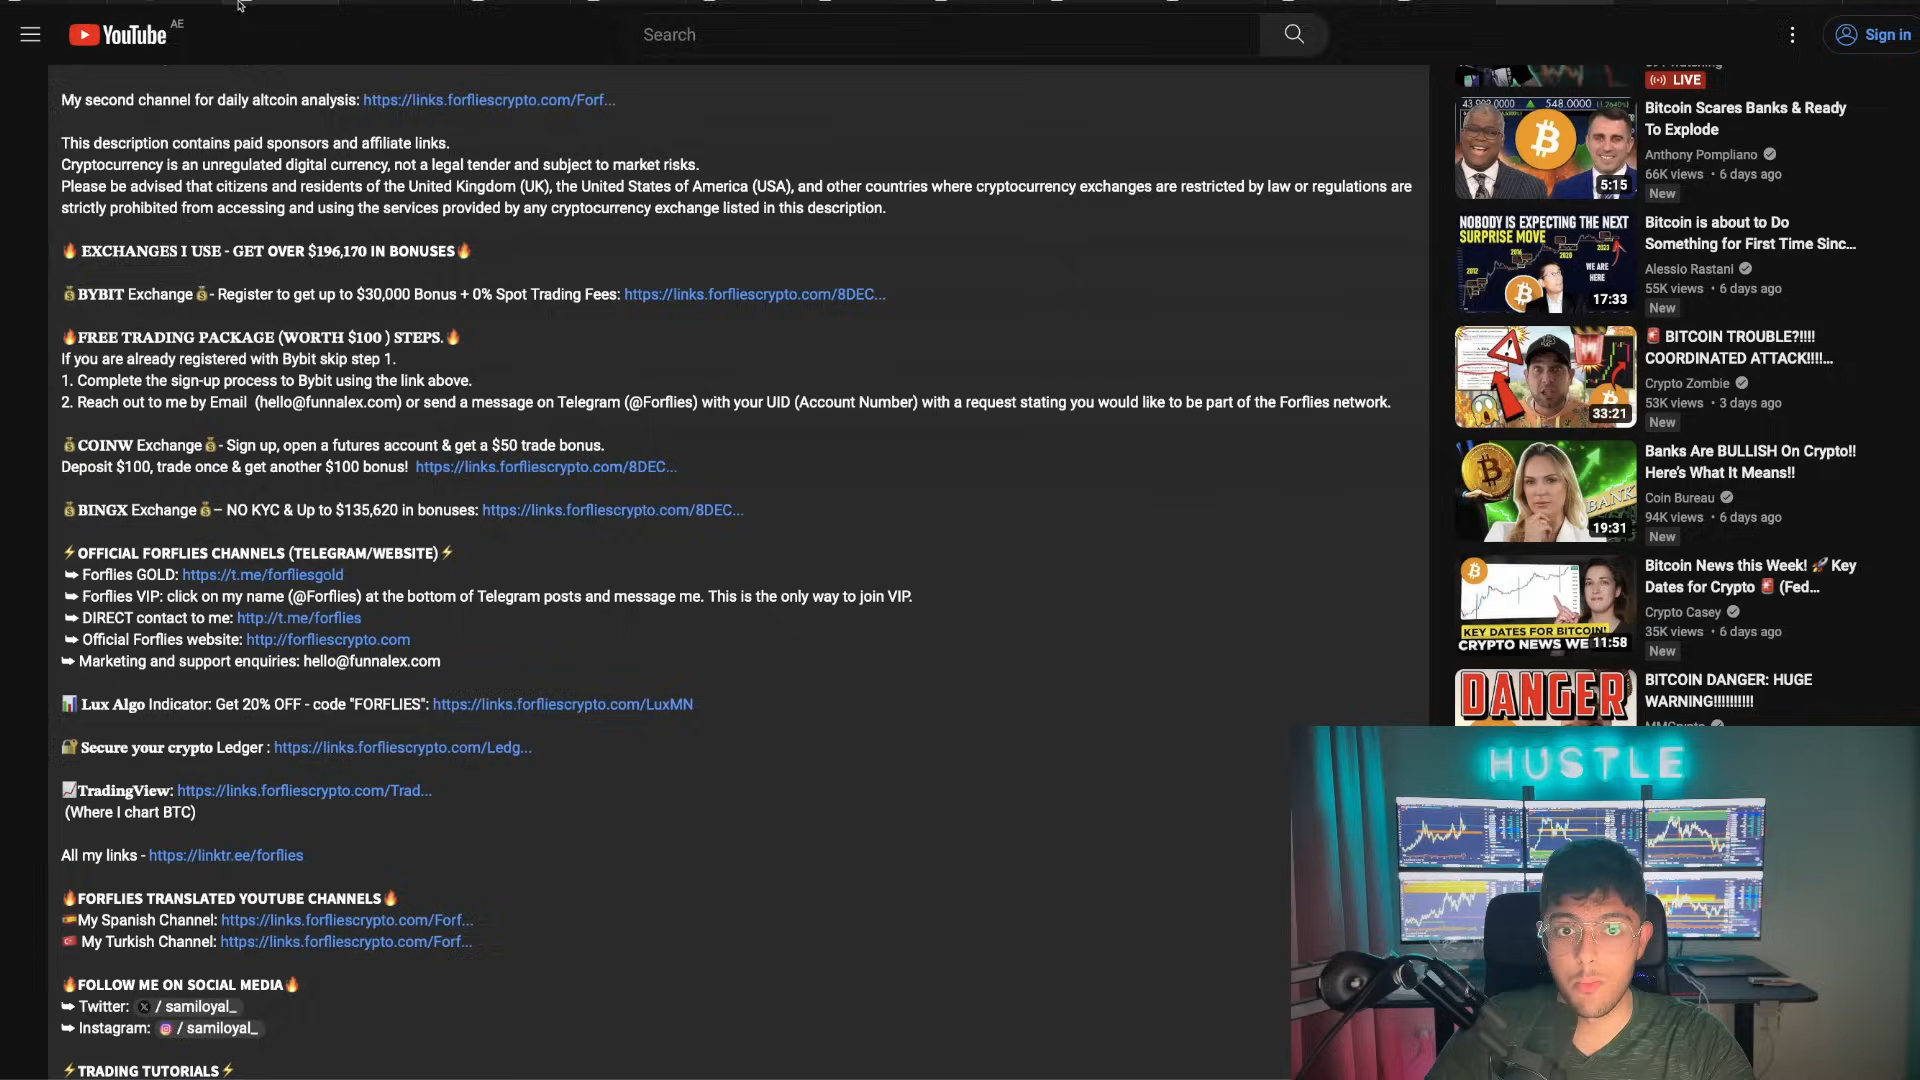 YouTube AE
Search
Sign in
My second channel for daily altcoin analysis: https://links.forfliescrypto.com/Forf...
This description contains paid sponsors and affiliate links.
Cryptocurrency is an unregulated digital currency, not a legal tender and subject to market risks.
Please be advised that citizens and residents of the United Kingdom (UK), the United States of America (USA), and other countries where cryptocurrency exchanges are restricted by law or regulations are
strictly prohibited from accessing and using the services provided by any cryptocurrency exchange listed in this description.
🔥 EXCHANGES I USE - GET OVER $196,170 IN BONUSES🔥
💰BYBIT Exchange💰- Register to get up to $30,000 Bonus + 0% Spot Trading Fees: https://links.forfliescrypto.com/8DEC...
🔥FREE TRADING PACKAGE (WORTH $100 ) STEPS.🔥
If you are already registered with Bybit skip step 1.
1. Complete the sign-up process to Bybit using the link above.
2. Reach out to me by Email (hello@funnalex.com) or send a message on Telegram (@Forflies) with your UID (Account Number) with a request stating you would like to be part of the Forflies network.
💰COINW Exchange💰- Sign up, open a futures account & get a $50 trade bonus.
Deposit $100, trade once & get another $100 bonus! https://links.forfliescrypto.com/8DEC...
💰BINGX Exchange💰– NO KYC & Up to $135,620 in bonuses: https://links.forfliescrypto.com/8DEC...
⚡OFFICIAL FORFLIES CHANNELS (TELEGRAM/WEBSITE)⚡
➥ Forflies GOLD: https://t.me/forfliesgold
➥ Forflies VIP: click on my name (@Forflies) at the bottom of Telegram posts and message me. This is the only way to join VIP.
➥ DIRECT contact to me: http://t.me/forflies
➥ Official Forflies website: http://forfliescrypto.com
➥ Marketing and support enquiries: hello@funnalex.com
📊 Lux Algo Indicator: Get 20% OFF - code "FORFLIES": https://links.forfliescrypto.com/LuxMN
🔐 Secure your crypto Ledger : https://links.forfliescrypto.com/Ledg...
📈TradingView: https://links.forfliescrypto.com/Trad...
(Where I chart BTC)
All my links - https://linktr.ee/forflies
🔥FORFLIES TRANSLATED YOUTUBE CHANNELS🔥
🇪🇸My Spanish Channel: https://links.forfliescrypto.com/Forf...
🇹🇷 My Turkish Channel: https://links.forfliescrypto.com/Forf...
🔥FOLLOW ME ON SOCIAL MEDIA🔥
➥ Twitter: X / samiloyal_
➥ Instagram: / samiloyal_
⚡TRADING TUTORIALS⚡
LIVE
548.0000
5:15
Bitcoin Scares Banks & Ready
To Explode
Anthony Pompliano
66K views • 6 days ago
New
NOBODY IS EXPECTING THE NEXT
SURPRISE MOVE
2012
2016
2020
2023
WE ARE
HERE
17:33
Bitcoin is about to Do
Something for First Time Sinc...
Alessio Rastani
55K views • 6 days ago
New
33:21
🚨 BITCOIN TROUBLE?!!!!
COORDINATED ATTACK!!!!...
Crypto Zombie
53K views • 3 days ago
New
BANK
19:31
Banks Are BULLISH On Crypto!!
Here's What It Means!!
Coin Bureau
94K views • 6 days ago
New
KEY DATES FOR BITCOIN!
CRYPTO NEWS WE
11:58
Bitcoin News this Week! 🚀 Key
Dates for Crypto 🚨 (Fed...
Crypto Casey
35K views • 6 days ago
New
DANGER
BITCOIN DANGER: HUGE
WARNING!!!!!!!!!!
MMCrypto
HUSTLE